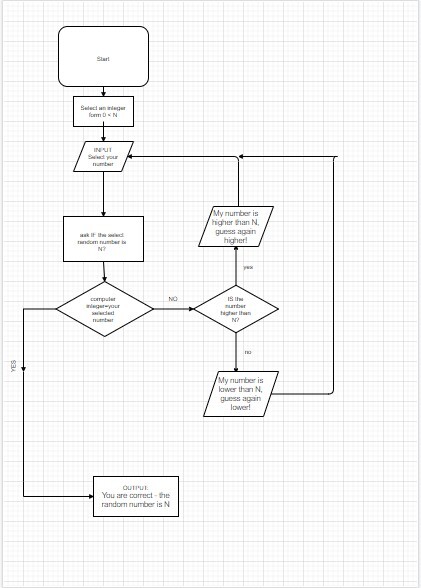 Start
Select an integer
form 0 < N
INPUT
Select your
number
ask IF the select
random number is
N?
computer
integer=your
selected
number
NO
IS the
number
higher than
N?
yes
My number is
higher than N,
guess again
higher!
no
My number is
lower than N,
guess again
lower!
YES
OUTPUT:
You are correct - the
random number is N